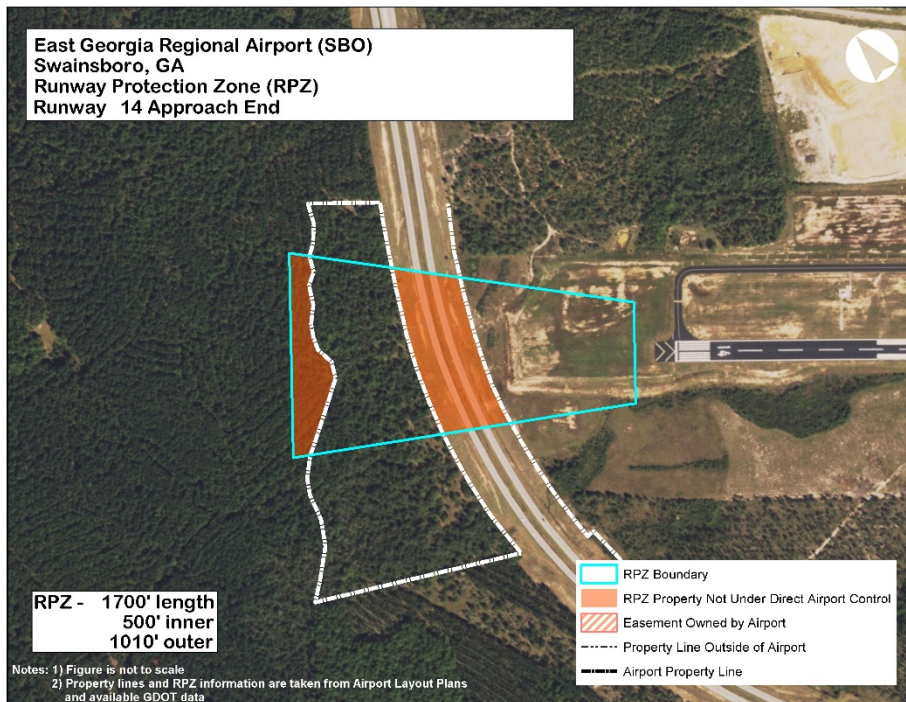 East Georgia Regional Airport (SBO)
Swainsboro, GA
Runway Protection Zone (RPZ)
Runway 14 Approach End
14
RPZ Boundary
RPZ Property Not Under Direct Airport Control
Easement Owned by Airport
Property Line Outside of Airport
Airport Property Line
RPZ - 1700' length
500' inner
1010' outer
Notes: 1) Figure is not to scale
2) Property lines and RPZ information are taken from Airport Layout Plans
and available GDOT data